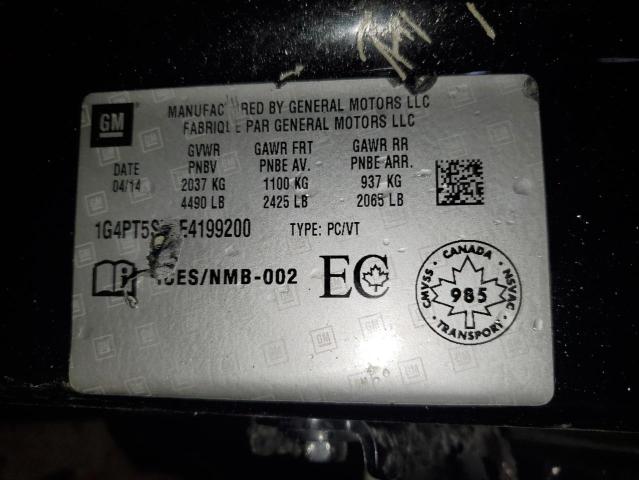 GM
MANUFAC RED BY GENERAL MOTORS LLC
FABRIQUE PAR GENERAL MOTORS LLC
DATE
04/14
GVWR
PNBV
2037 KG
4490 LB
GAWR FRT
PNBE AV.
1100 KG
2425 LB
GAWR RR
PNBE ARR.
937 KG
2065 LB
1G4PT5S E4199200 TYPE: PC/VT
ES/NMB-002
EC
CMVSS • CANADA • NSVAC • TRANSPORT
985